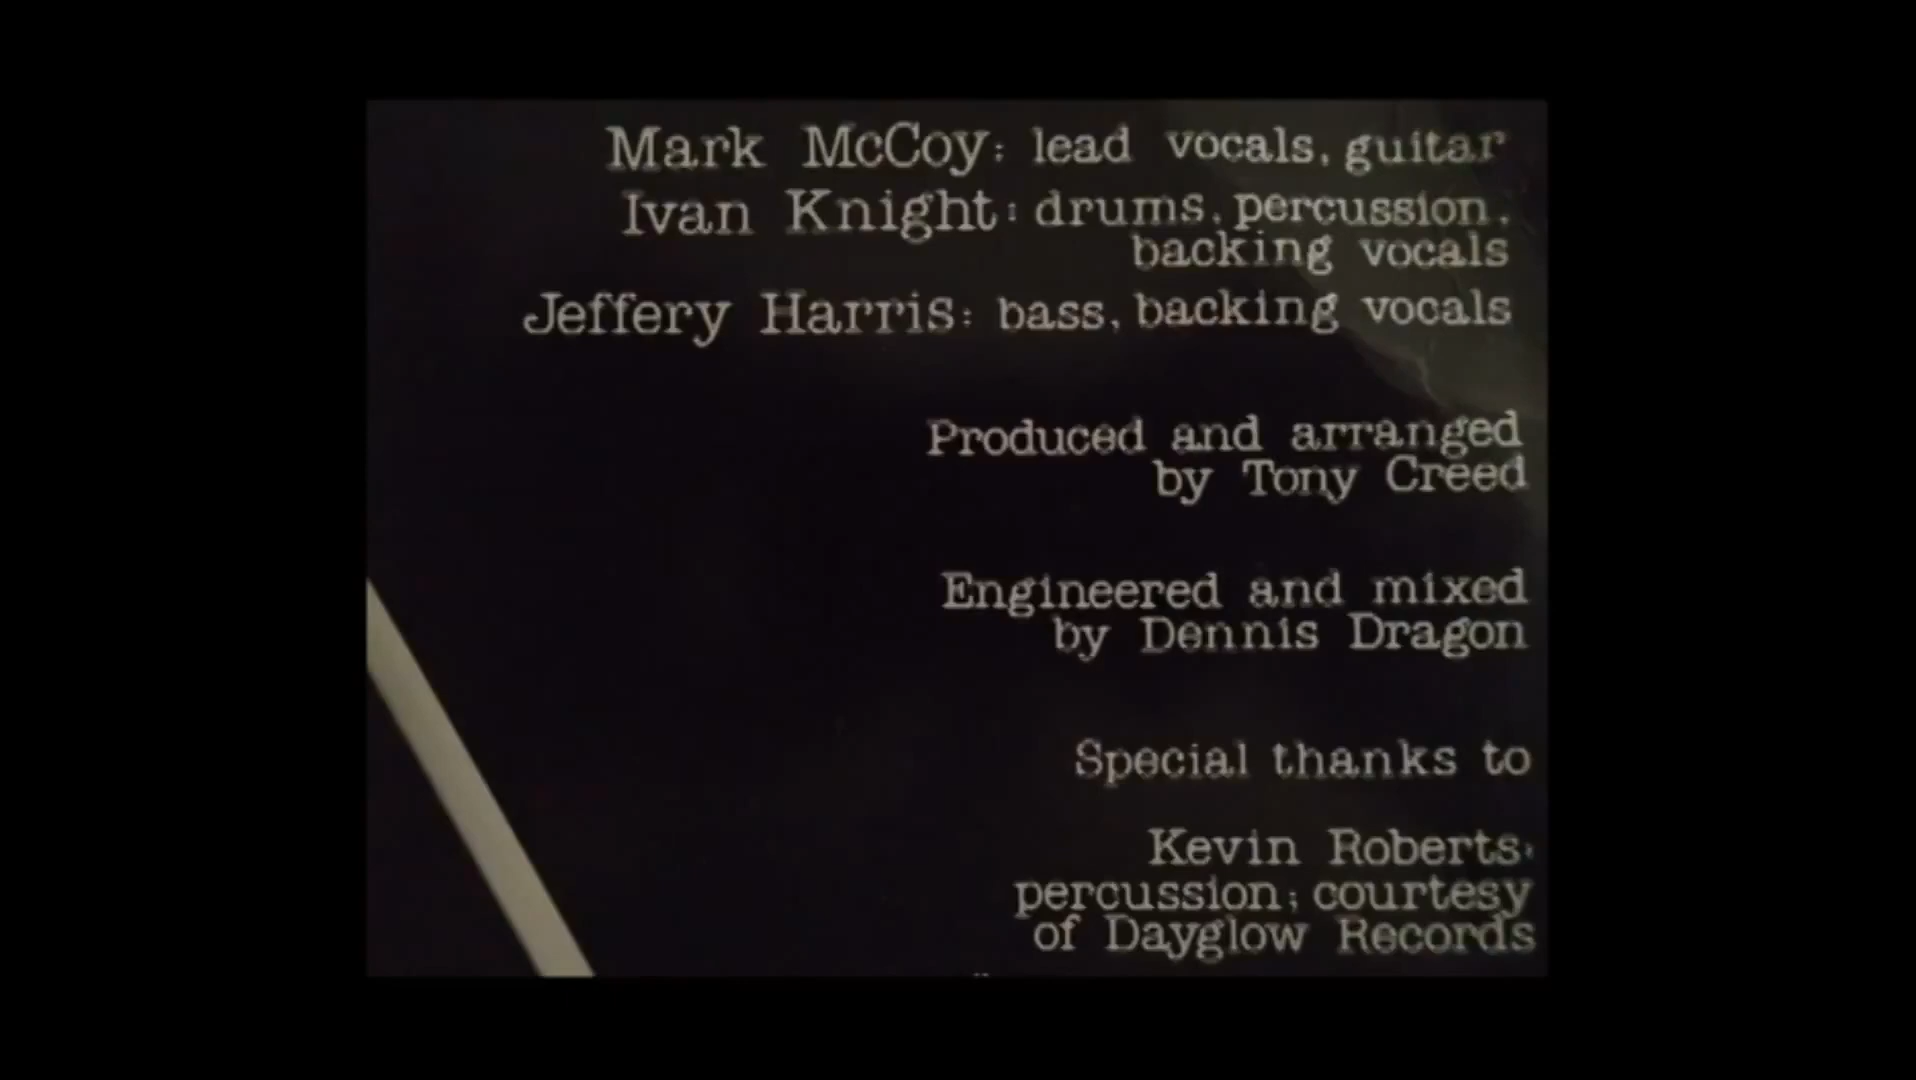 Mark McCoy: lead vocals, guitar
Ivan Knight: drums, percussion,
backing vocals
Jeffery Harris: bass, backing vocals
Produced and arranged
by Tony Creed
Engineered and mixed
by Dennis Dragon
Special thanks to
Kevin Roberts:
percussion; courtesy
of Dayglow Records